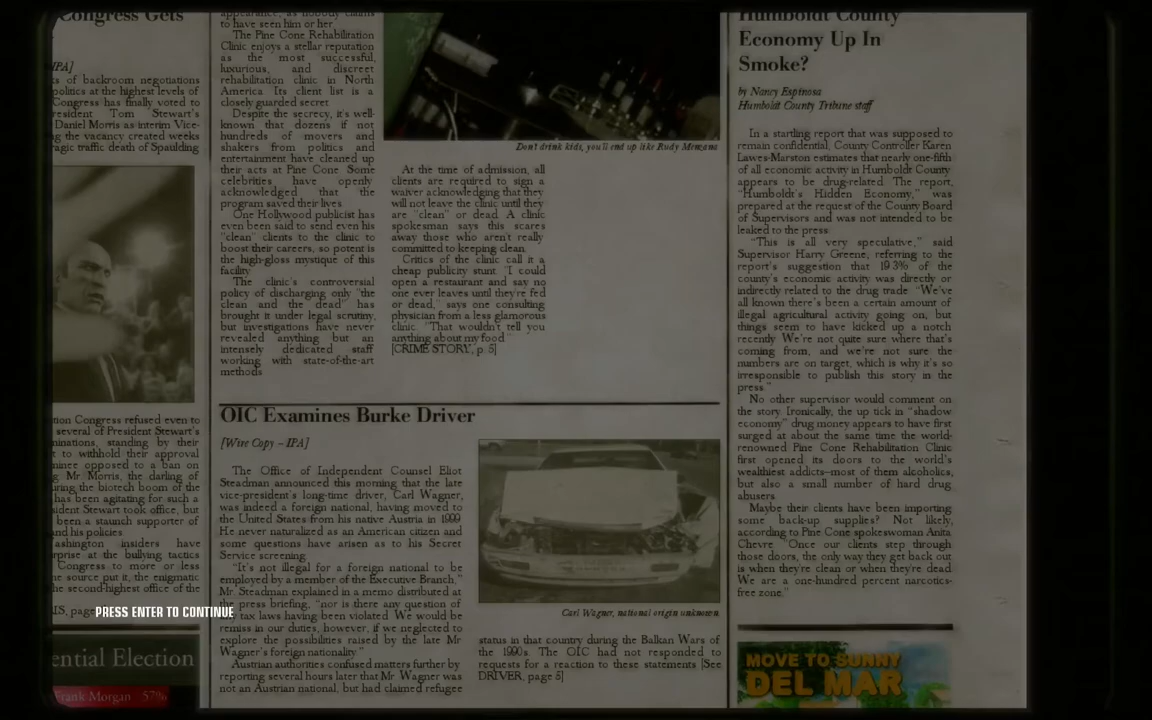 Congress Gets
IPA]
ks of backroom negotiations
politics at the highest levels of
Congress has finally voted to
resident Tom Stewart's
Daniel Morris as interim Vice-
ng the vacancy created weeks
ragic traffic death of Spaulding
tion Congress refused even to
several of President Stewart's
minations, standing by their
t to withhold their approval
minee opposed to a ban on
g Mr Morris, the darling of
uring the biotech boom of the
has been agitating for such a
sident Stewart took office, but
been a staunch supporter of
and his policies
ashington insiders have
rprise at the bullying tactics
Congress to more or less
ne source put it, the enigmatic
he second-highest office of the
IS, page
PRESS ENTER TO CONTINUE
ential Election
Frank Morgan 57%
appearance, as nobody claims
to have seen him or her.
The Pine Cone Rehabilitation
Clinic enjoys a stellar reputation
as the most successful,
luxurious, and discreet
rehabilitation clinic in North
America. Its client list is a
closely guarded secret
Despite the secrecy, it's well-
known that dozens if not
hundreds of movers and
shakers from politics and
entertainment have cleaned up
their acts at Pine Cone Some
celebrities have openly
acknowledged that the
program saved their lives
One Hollywood publicist has
even been said to send even his
"clean" clients to the clinic to
boost their careers, so potent is
the high-gloss mystique of this
facility
The clinic's controversial
policy of discharging only "the
clean and the dead" has
brought it under legal scrutiny,
but investigations have never
revealed anything but an
intensely dedicated staff
working with state-of-the-art
methods
Don't drink kids, you'll end up like Rudy Menzana
At the time of admission, all
clients are required to sign a
waiver acknowledging that they
will not leave the clinic until they
are "clean" or dead. A clinic
spokesman says this scares
away those who aren't really
committed to keeping clean.
Critics of the clinic call it a
cheap publicity stunt. "I could
open a restaurant and say no
one ever leaves until they're fed
or dead," says one consulting
physician from a less glamorous
clinic. "That wouldn't tell you
anything about my food"
[CRIME STORY, p. 5]
OIC Examines Burke Driver
[Wire Copy – IPA]
The Office of Independent Counsel Eliot
Steadman announced this morning that the late
vice-president's long-time driver, Carl Wagner,
was indeed a foreign national, having moved to
the United States from his native Austria in 1999
He never naturalized as an American citizen and
some questions have arisen as to his Secret
Service screening.
"It's not illegal for a foreign national to be
employed by a member of the Executive Branch,"
Mr. Steadman explained in a memo distributed at
the press briefing, "nor is there any question of
tax laws having been violated We would be
remiss in our duties, however, if we neglected to
explore the possibilities raised by the late Mr
Wagner's foreign nationality"
Austrian authorities confused matters further by
reporting several hours later that Mr Wagner was
not an Austrian national, but had claimed refugee
Carl Wagner, national origin unknown
status in that country during the Balkan Wars of
the 1990s. The OIC had not responded to
requests for a reaction to these statements [See
DRIVER, page 5]
Humboldt County
Economy Up In
Smoke?
by Nancy Espinosa
Humboldt County Tribune staff
In a startling report that was supposed to
remain confidential, County Controller Karen
Lawes-Marston estimates that nearly one-fifth
of all economic activity in Humboldt County
appears to be drug-related The report,
"Humboldt's Hidden Economy," was
prepared at the request of the County Board
of Supervisors and was not intended to be
leaked to the press
"This is all very speculative," said
Supervisor Harry Greene, referring to the
report's suggestion that 19.3% of the
county's economic activity was directly or
indirectly related to the drug trade "We've
all known there's been a certain amount of
illegal agricultural activity going on, but
things seem to have kicked up a notch
recently We're not quite sure where that's
coming from, and we're not sure the
numbers are on target, which is why it's so
irresponsible to publish this story in the
press"
No other supervisor would comment on
the story Ironically, the up tick in "shadow
economy" drug money appears to have first
surged at about the same time the world-
renowned Pine Cone Rehabilitation Clinic
first opened its doors to the world's
wealthiest addicts–most of them alcoholics,
but also a small number of hard drug
abusers.
Maybe their clients have been importing
some back-up supplies? Not likely,
according to Pine Cone spokeswoman Anita
Chevre "Once our clients step through
those doors, the only way they get back out
is when they're clean or when they're dead
We are a one-hundred percent narcotics-
free zone."
MOVE TO SUNNY
DEL MAR